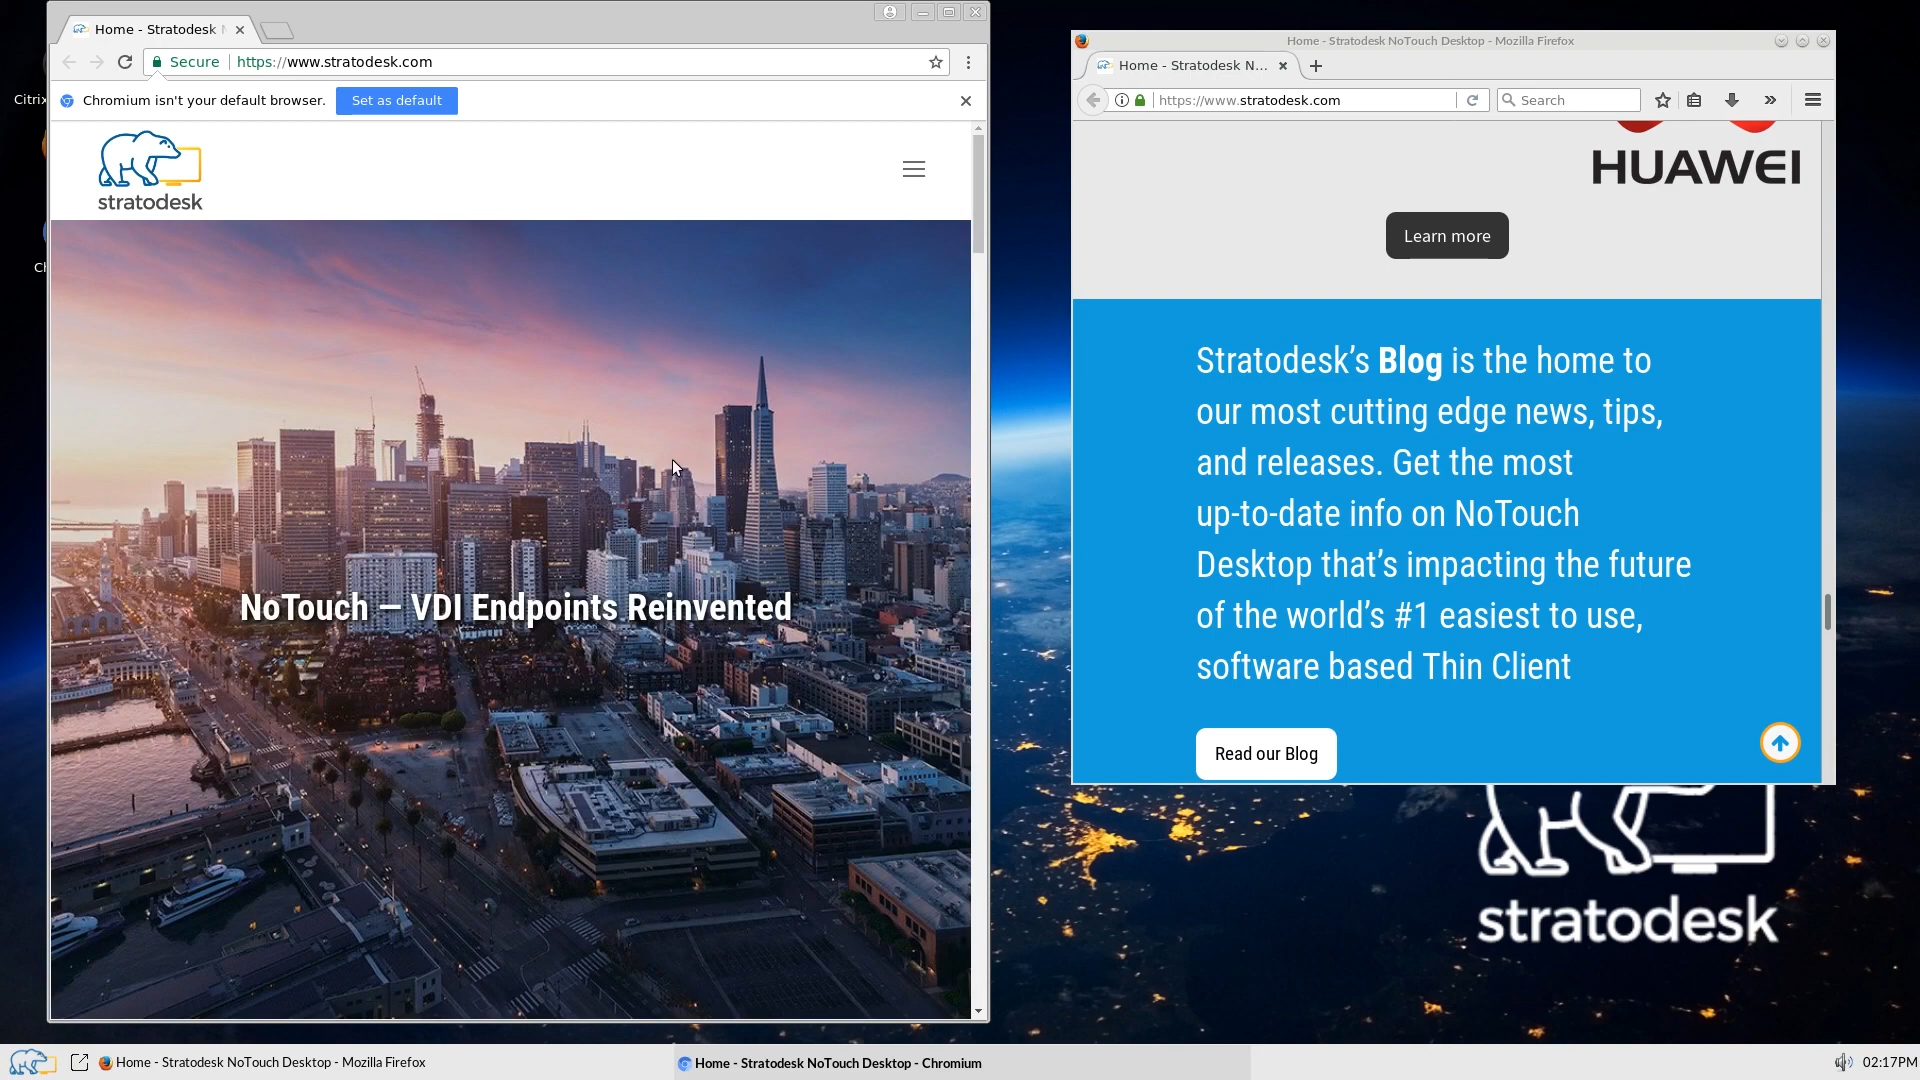 Citrix
Ch
Home - Stratodesk N
Secure
https://www.stratodesk.com
Chromium isn't your default browser.
Set as default
stratodesk
NoTouch — VDI Endpoints Reinvented
Home - Stratodesk NoTouch Desktop - Mozilla Firefox
Home - Stratodesk N...
https://www.stratodesk.com
Search
HUAWEI
Learn more
Stratodesk’s Blog is the home to
our most cutting edge news, tips,
and releases. Get the most
up-to-date info on NoTouch
Desktop that’s impacting the future
of the world’s #1 easiest to use,
software based Thin Client
Read our Blog
stratodesk
Home - Stratodesk NoTouch Desktop - Mozilla Firefox
Home - Stratodesk NoTouch Desktop - Chromium
02:17PM